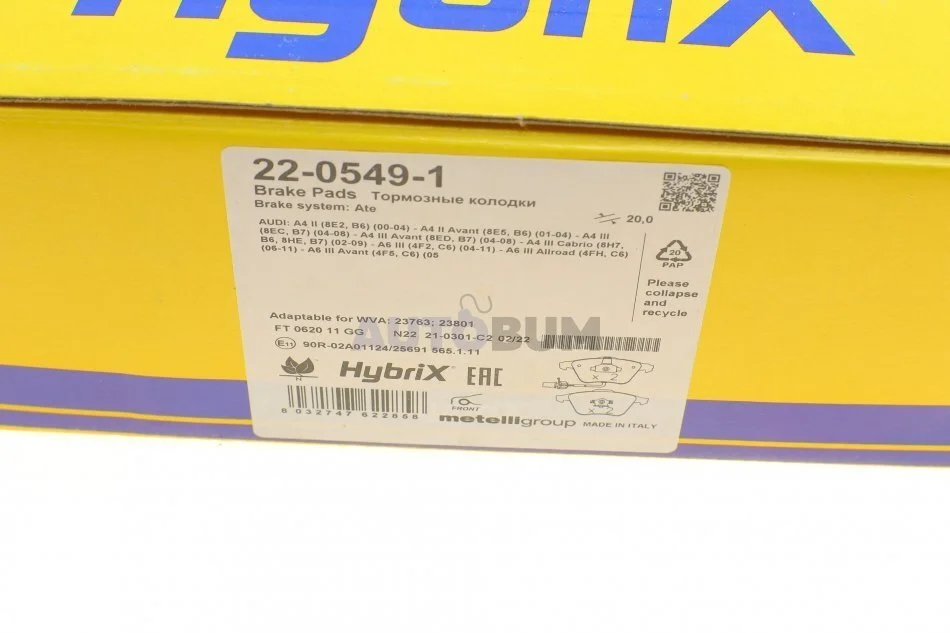 HybriX
22-0549-1
Brake Pads Тормозные колодки
Brake system: Ate
20,0
AUDI: A4 II (8E2, B6) (00-04) - A4 II Avant (8E5, B6) (01-04) - A4 III
(8EC, B7) (04-08) - A4 III Avant (8ED, B7) (04-08) - A4 III Cabrio (8H7,
B6, 8HE, B7) (02-09) - A6 III (4F2, C6) (04-11) - A6 III Allroad (4FH, C6)
(06-11) - A6 III Avant (4F5, C6) (05
20
PAP
Please
collapse
and
recycle
AUTOBUM
Adaptable for WVA: 23763; 23801
FT 0620 11 GG N22 21-0301-C2 02/22
E11 90R-02A01124/25691 565.1.11
N
HybriX EAC
8 032747 622858
FRONT
metelligroup MADE IN ITALY